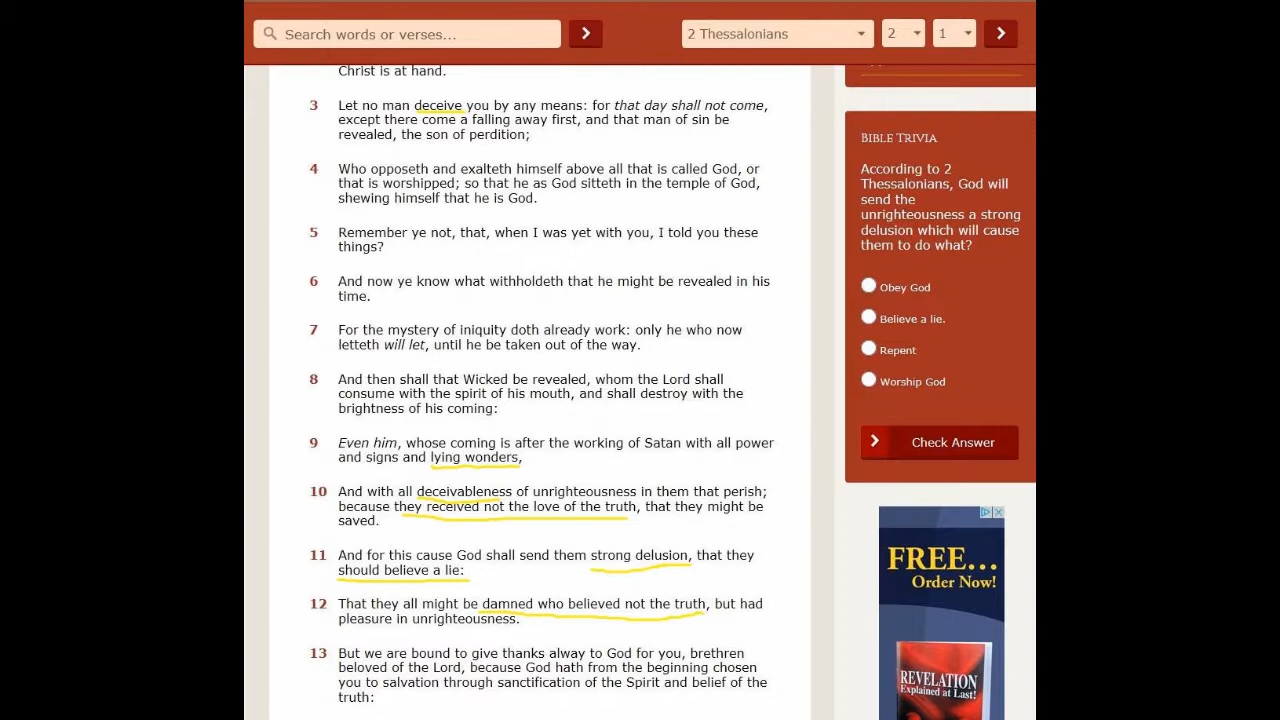 Search words or verses...
2 Thessalonians
2
1
Christ is at hand.
3 Let no man deceive you by any means: for that day shall not come,
except there come a falling away first, and that man of sin be
revealed, the son of perdition;
4 Who opposeth and exalteth himself above all that is called God, or
that is worshipped; so that he as God sitteth in the temple of God,
shewing himself that he is God.
5 Remember ye not, that, when I was yet with you, I told you these
things?
6 And now ye know what withholdeth that he might be revealed in his
time.
7 For the mystery of iniquity doth already work: only he who now
letteth will let, until he be taken out of the way.
8 And then shall that Wicked be revealed, whom the Lord shall
consume with the spirit of his mouth, and shall destroy with the
brightness of his coming:
9 Even him, whose coming is after the working of Satan with all power
and signs and lying wonders,
10 And with all deceivableness of unrighteousness in them that perish;
because they received not the love of the truth, that they might be
saved.
11 And for this cause God shall send them strong delusion, that they
should believe a lie:
12 That they all might be damned who believed not the truth, but had
pleasure in unrighteousness.
13 But we are bound to give thanks alway to God for you, brethren
beloved of the Lord, because God hath from the beginning chosen
you to salvation through sanctification of the Spirit and belief of the
truth:
BIBLE TRIVIA
According to 2
Thessalonians, God will
send the
unrighteousness a strong
delusion which will cause
them to do what?
Obey God
Believe a lie.
Repent
Worship God
Check Answer
FREE...
Order Now!
REVELATION
Explained at Last!